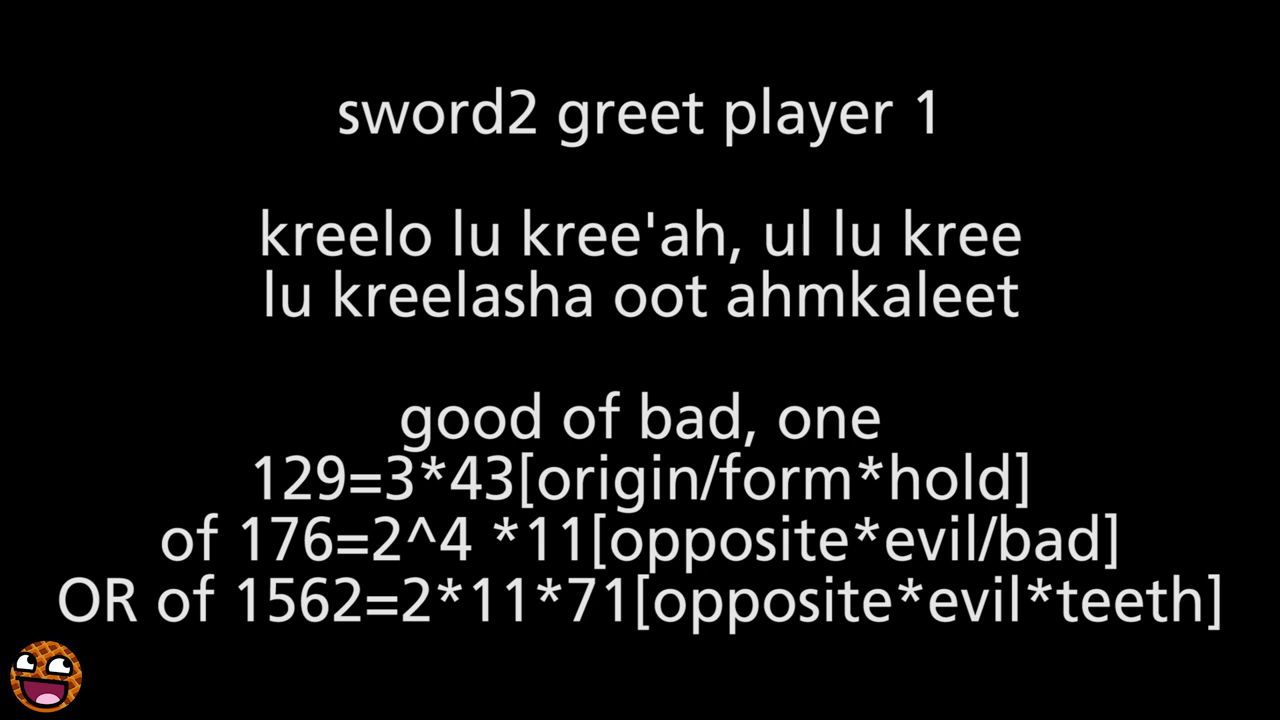 sword2 greet player 1
kreelo lu kree'ah, ul lu kree
lu kreelasha oot ahmkaleet
good of bad, one
129=3*43[origin/form*hold]
of 176=2^4 *11[opposite*evil/bad]
OR of 1562=2*11*71[opposite*evil*teeth]